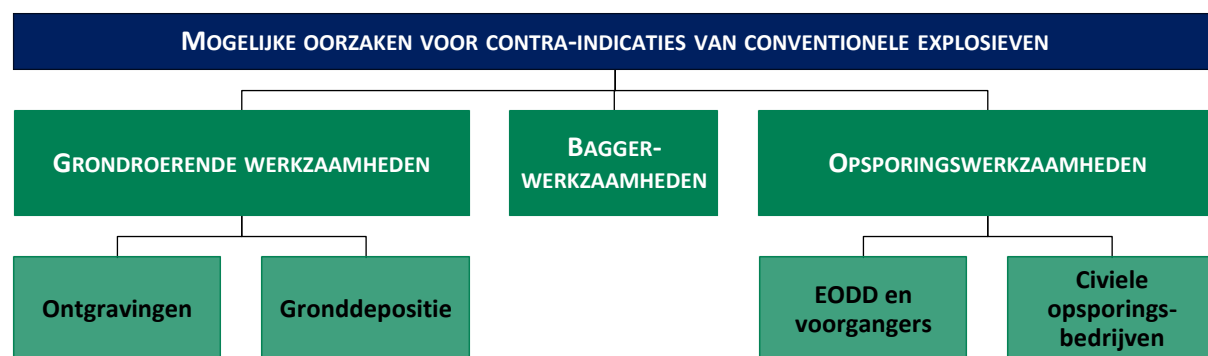 MOGELIJKE OORZAKEN VOOR CONTRA-INDICATIES VAN CONVENTIONELE EXPLOSIEVEN
GRONDROERENDE WERKZAAMHEDEN
BAGGER-
WERKZAAMHEDEN
OPSPORINGSWERKZAAMHEDEN
Ontgravingen
Gronddepositie
EODD en
voorgangers
Civiele
opsporings-
bedrijven